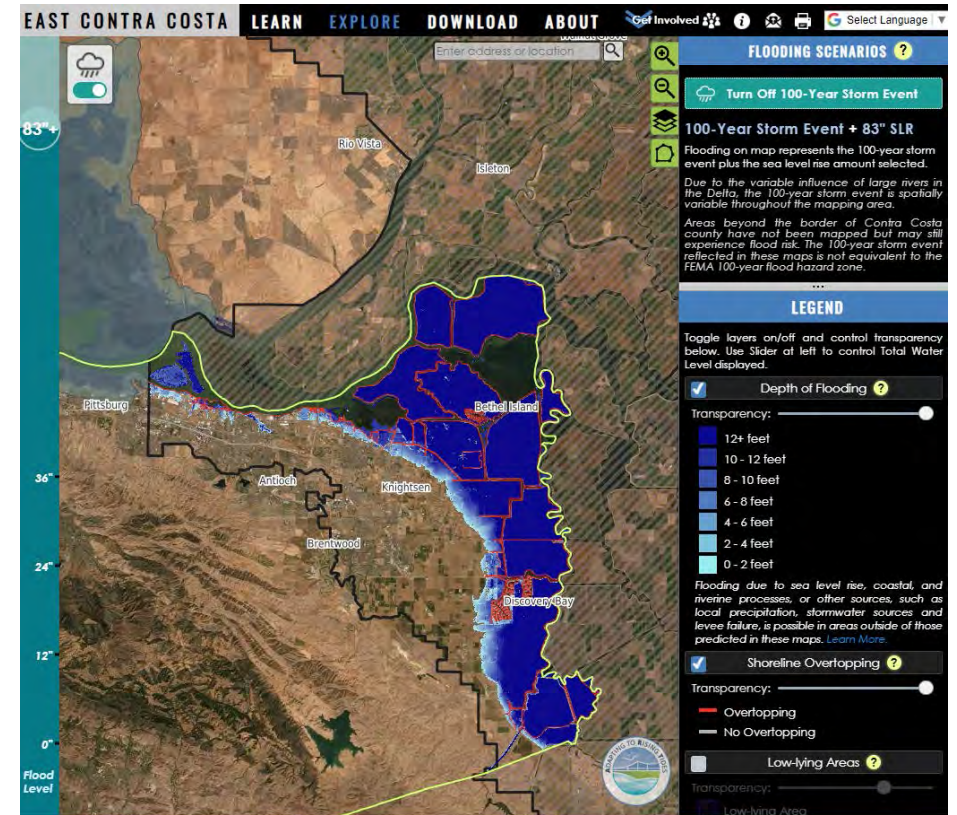 EAST CONTRA COSTA
LEARN
EXPLORE
DOWNLOAD
ABOUT
Get Involved
Select Language
Enter address or location
Walnut Grove
83"+
36"
24"
12"
0"
Flood
Level
Rio Vista
Isleton
Pittsburg
Bethel Island
Antioch
Knightsen
Brentwood
Discovery Bay
ADAPTING TO RISING TIDES
FLOODING SCENARIOS ?
Turn Off 100-Year Storm Event
100-Year Storm Event + 83" SLR
Flooding on map represents the 100-year storm
event plus the sea level rise amount selected.
Due to the variable influence of large rivers in
the Delta, the 100-year storm event is spatially
variable throughout the mapping area.
Areas beyond the border of Contra Costa
county have not been mapped but may still
experience flood risk. The 100-year storm event
reflected in these maps is not equivalent to the
FEMA 100-year flood hazard zone.
LEGEND
Toggle layers on/off and control transparency
below. Use Slider at left to control Total Water
Level displayed.
Depth of Flooding ?
Transparency:
12+ feet
10 - 12 feet
8 - 10 feet
6 - 8 feet
4 - 6 feet
2 - 4 feet
0 - 2 feet
Flooding due to sea level rise, coastal, and
riverine processes, or other sources, such as
local precipitation, stormwater sources and
levee failure, is possible in areas outside of those
predicted in these maps. Learn More.
Shoreline Overtopping ?
Transparency:
Overtopping
No Overtopping
Low-lying Areas ?
Transparency:
Low-lying Area